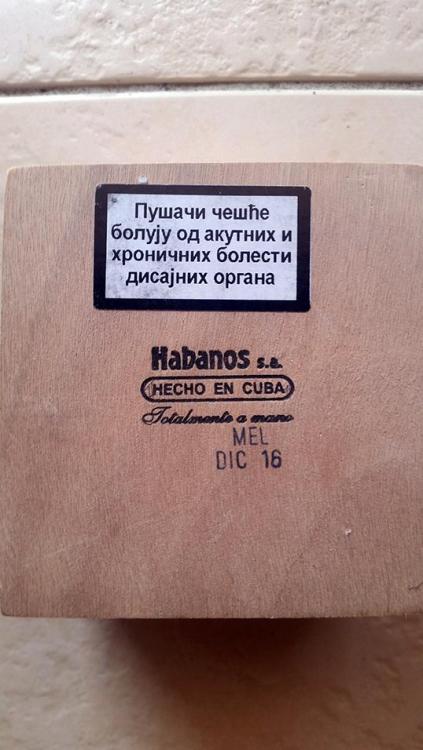 Пушачи чешће
болују од акутних и
хроничних болести
дисајних органа
Habanos s.a.
HECHO EN CUBA
Totalmente a mano
MEL
DIC 16